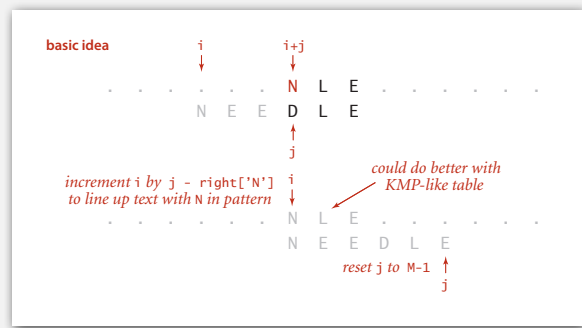 basic idea i i+j
. . . . . . N L E . . . . . .
N E E D L E
j
increment i by j - right['N']
to line up text with N in pattern
i
could do better with
KMP-like table
. . . . . . N L E . . . . . .
N E E D L E
reset j to M-1
j